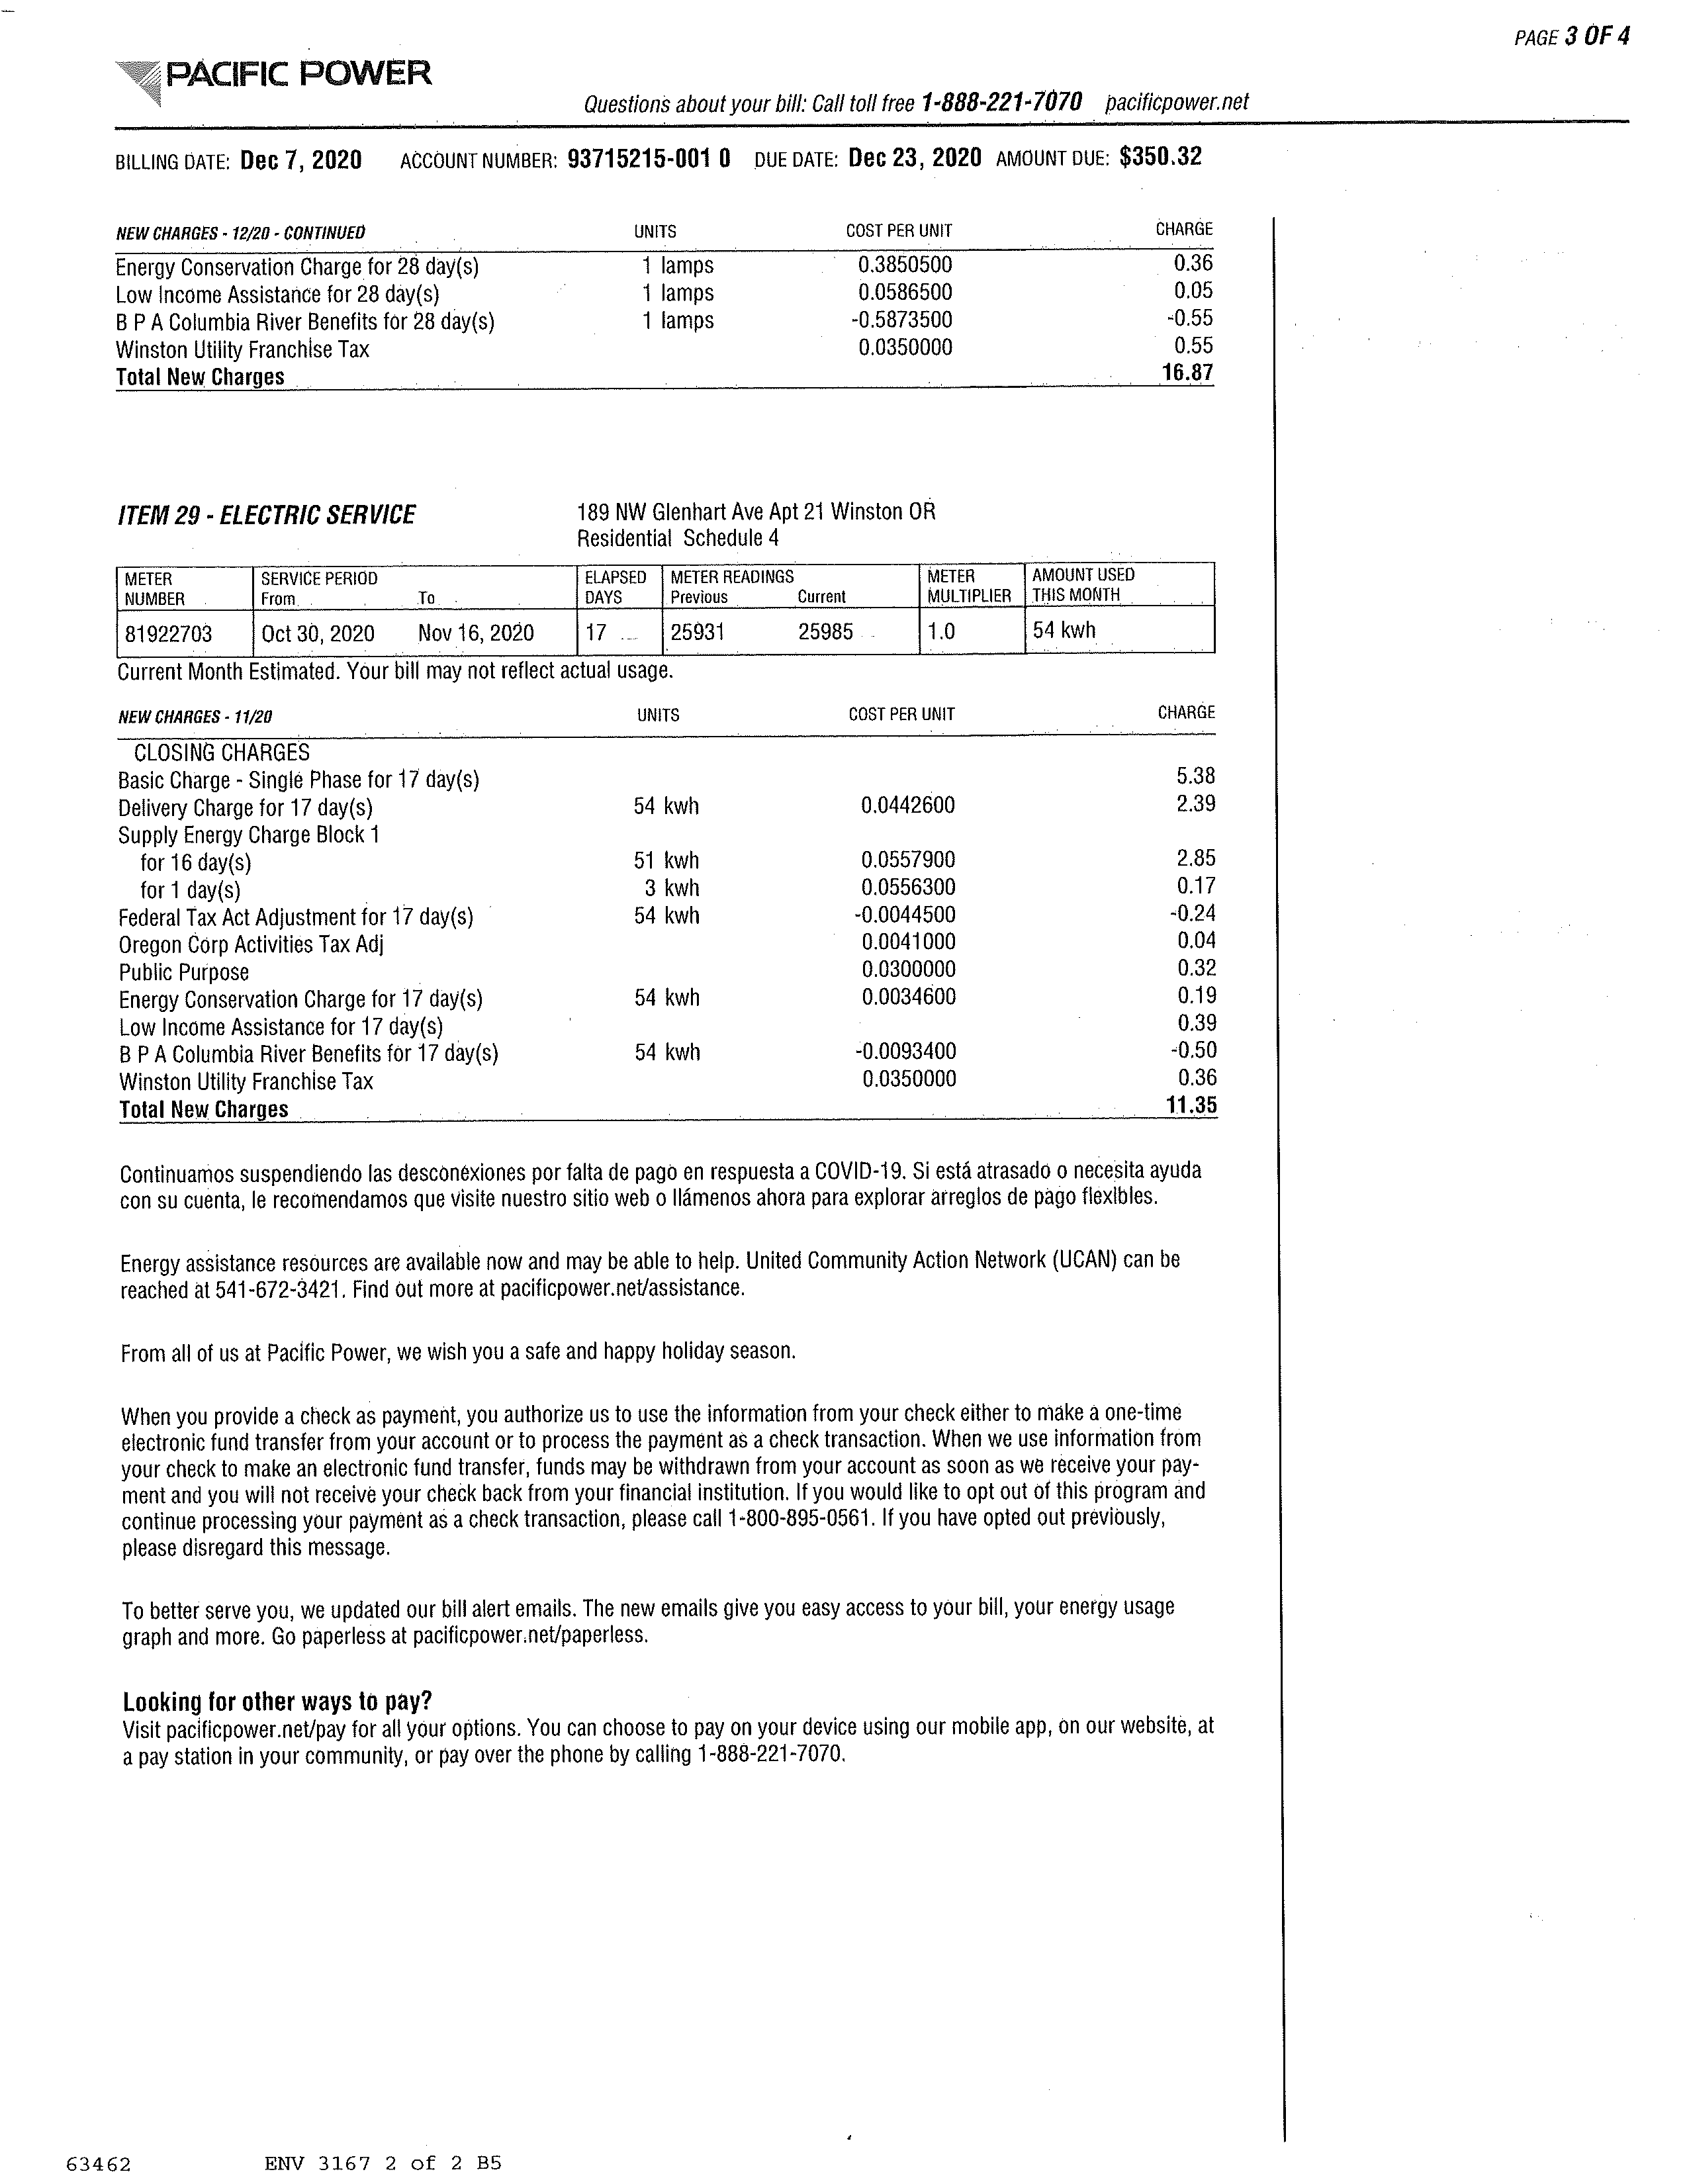 PAGE 3 OF 4
PACIFIC POWER
Questions about your bill: Call toll free 1-888-221-7070 pacificpower.net
BILLING DATE: Dec 7, 2020 ACCOUNT NUMBER: 93715215-001 0 DUE DATE: Dec 23, 2020 AMOUNT DUE: $350.32
NEW CHARGES - 12/20 - CONTINUED UNITS COST PER UNIT CHARGE
Energy Conservation Charge for 28 day(s) 1 lamps 0.3850500 0.36
Low Income Assistance for 28 day(s) 1 lamps 0.0586500 0.05
B P A Columbia River Benefits for 28 day(s) 1 lamps -0.5873500 -0.55
Winston Utility Franchise Tax 0.0350000 0.55
Total New Charges 16.87
ITEM 29 - ELECTRIC SERVICE 189 NW Glenhart Ave Apt 21 Winston OR
Residential Schedule 4
METER SERVICE PERIOD ELAPSED METER READINGS METER AMOUNT USED
NUMBER From To DAYS Previous Current MULTIPLIER THIS MONTH
81922703 Oct 30, 2020 Nov 16, 2020 17 25931 25985 1.0 54 kwh
Current Month Estimated. Your bill may not reflect actual usage.
NEW CHARGES - 11/20 UNITS COST PER UNIT CHARGE
CLOSING CHARGES
Basic Charge - Single Phase for 17 day(s) 5.38
Delivery Charge for 17 day(s) 54 kwh 0.0442600 2.39
Supply Energy Charge Block 1
for 16 day(s) 51 kwh 0.0557900 2.85
for 1 day(s) 3 kwh 0.0556300 0.17
Federal Tax Act Adjustment for 17 day(s) 54 kwh -0.0044500 -0.24
Oregon Corp Activities Tax Adj 0.0041000 0.04
Public Purpose 0.0300000 0.32
Energy Conservation Charge for 17 day(s) 54 kwh 0.0034600 0.19
Low Income Assistance for 17 day(s) 0.39
B P A Columbia River Benefits for 17 day(s) 54 kwh -0.0093400 -0.50
Winston Utility Franchise Tax 0.0350000 0.36
Total New Charges 11.35
Continuamos suspendiendo las desconexiones por falta de pago en respuesta a COVID-19. Si está atrasado o necesita ayuda
con su cuenta, le recomendamos que visite nuestro sitio web o llámenos ahora para explorar arreglos de pago flexibles.
Energy assistance resources are available now and may be able to help. United Community Action Network (UCAN) can be
reached at 541-672-3421. Find out more at pacificpower.net/assistance.
From all of us at Pacific Power, we wish you a safe and happy holiday season.
When you provide a check as payment, you authorize us to use the information from your check either to make a one-time
electronic fund transfer from your account or to process the payment as a check transaction. When we use information from
your check to make an electronic fund transfer, funds may be withdrawn from your account as soon as we receive your pay-
ment and you will not receive your check back from your financial institution. If you would like to opt out of this program and
continue processing your payment as a check transaction, please call 1-800-895-0561. If you have opted out previously,
please disregard this message.
To better serve you, we updated our bill alert emails. The new emails give you easy access to your bill, your energy usage
graph and more. Go paperless at pacificpower.net/paperless.
Looking for other ways to pay?
Visit pacificpower.net/pay for all your options. You can choose to pay on your device using our mobile app, on our website, at
a pay station in your community, or pay over the phone by calling 1-888-221-7070.
63462 ENV 3167 2 of 2 B5